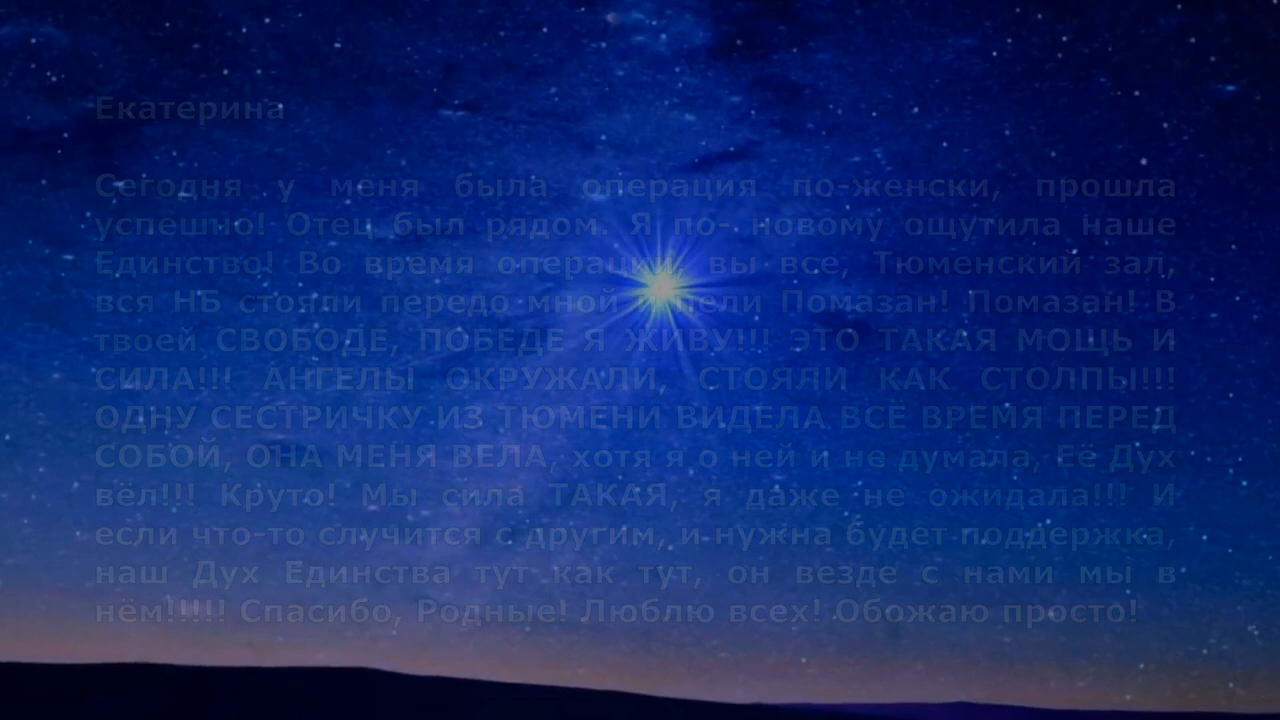 Екатерина
Сегодня у меня была операция по-женски, прошла
успешно! Отец был рядом. Я по- новому ощутила наше
Единство! Во время операции вы все, Тюменский зал,
вся НБ стояли передо мной Помазан! Помазан! В
твоей СВОБОДЕ, ПОБЕДЕ Я ЖИВУ!!! ЭТО ТАКАЯ МОЩЬ И
СИЛА!!! АНГЕЛЫ ОКРУЖАЛИ, СТОЯЛИ КАК СТОЛПЫ!!!
ОДНУ СЕСТРИЧКУ ИЗ ТЮМЕНИ ВИДЕЛА ВСЁ ВРЕМЯ ПЕРЕД
СОБОЙ, ОНА МЕНЯ ВЕЛА, хотя я о ней и не думала, Её Дух
вёл!!! Круто! Мы сила ТАКАЯ, я даже не ожидала!!! И
если что-то случится с другим, и нужна будет поддержка,
наш Дух Единства тут как тут, он везде с нами мы в
нём!!!!! Спасибо, Родные! Люблю всех! Обожаю просто!